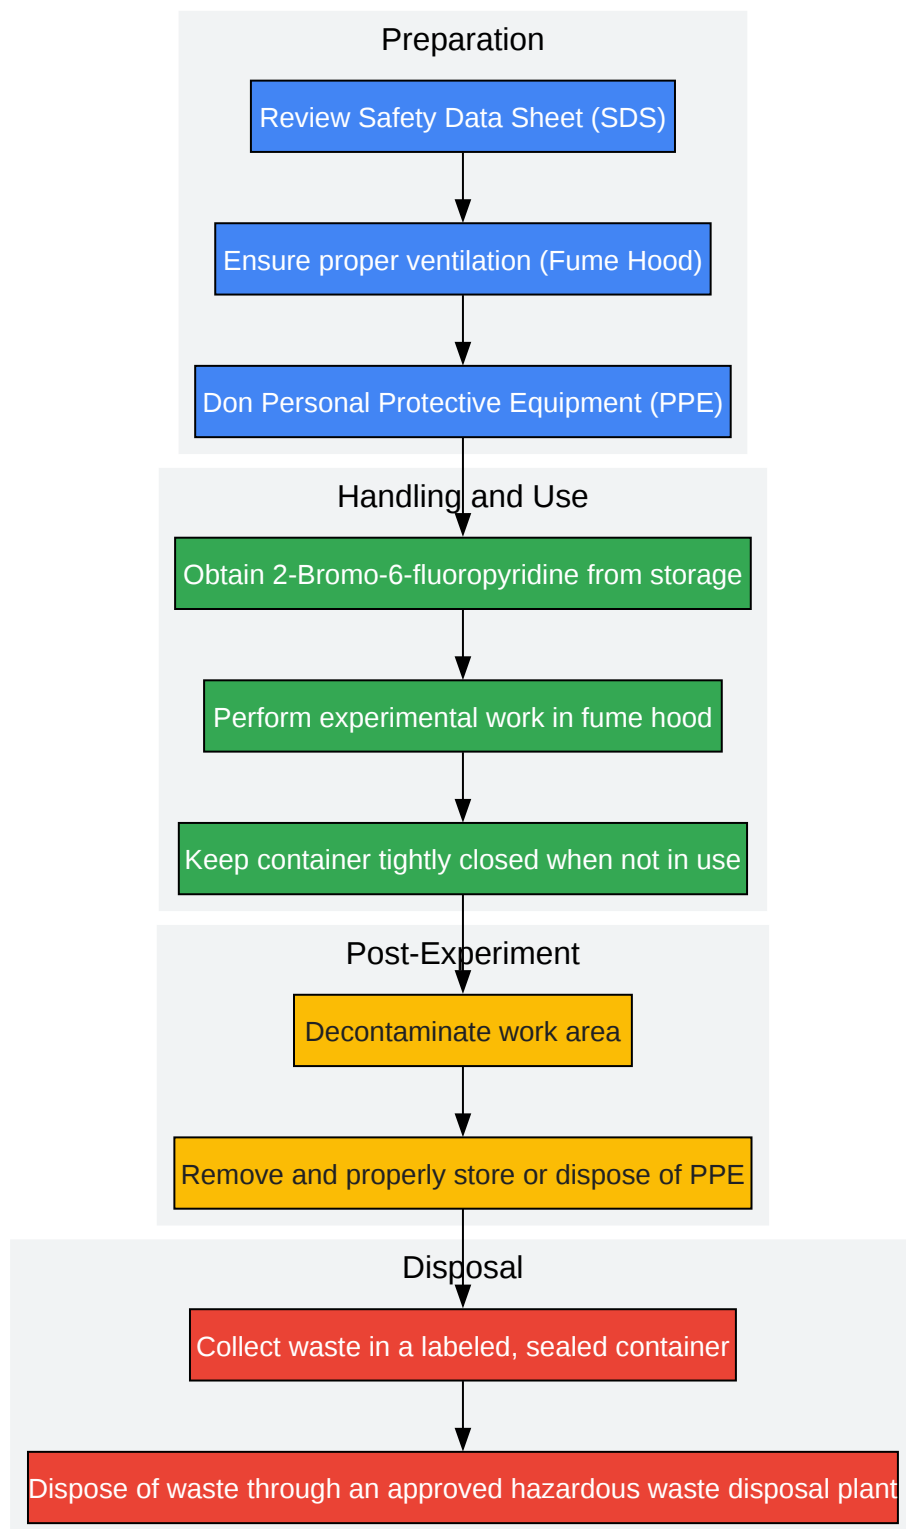 Preparation
Review Safety Data Sheet (SDS)
Ensure proper ventilation (Fume Hood)
Don Personal Protective Equipment (PPE)
Handling and Use
Obtain 2-Bromo-6-fluoropyridine from storage
Perform experimental work in fume hood
Keep container tightly closed when not in use
Post-Experiment
Decontaminate work area
Remove and properly store or dispose of PPE
Disposal
Collect waste in a labeled, sealed container
Dispose of waste through an approved hazardous waste disposal plant